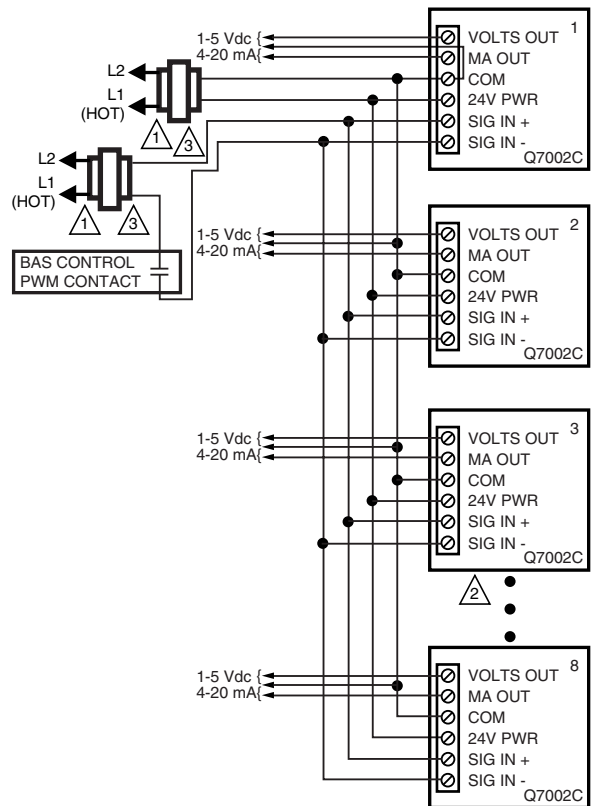 1-5 Vdc {
4-20 mA{
L2
L1
(HOT)
1
3
L2
L1
(HOT)
1
3
BAS CONTROL
PWM CONTACT
1
VOLTS OUT
MA OUT
COM
24V PWR
SIG IN +
SIG IN -
Q7002C
1-5 Vdc {
4-20 mA{
2
VOLTS OUT
MA OUT
COM
24V PWR
SIG IN +
SIG IN -
Q7002C
1-5 Vdc {
4-20 mA{
3
VOLTS OUT
MA OUT
COM
24V PWR
SIG IN +
SIG IN -
Q7002C
2
1-5 Vdc {
4-20 mA{
8
VOLTS OUT
MA OUT
COM
24V PWR
SIG IN +
SIG IN -
Q7002C